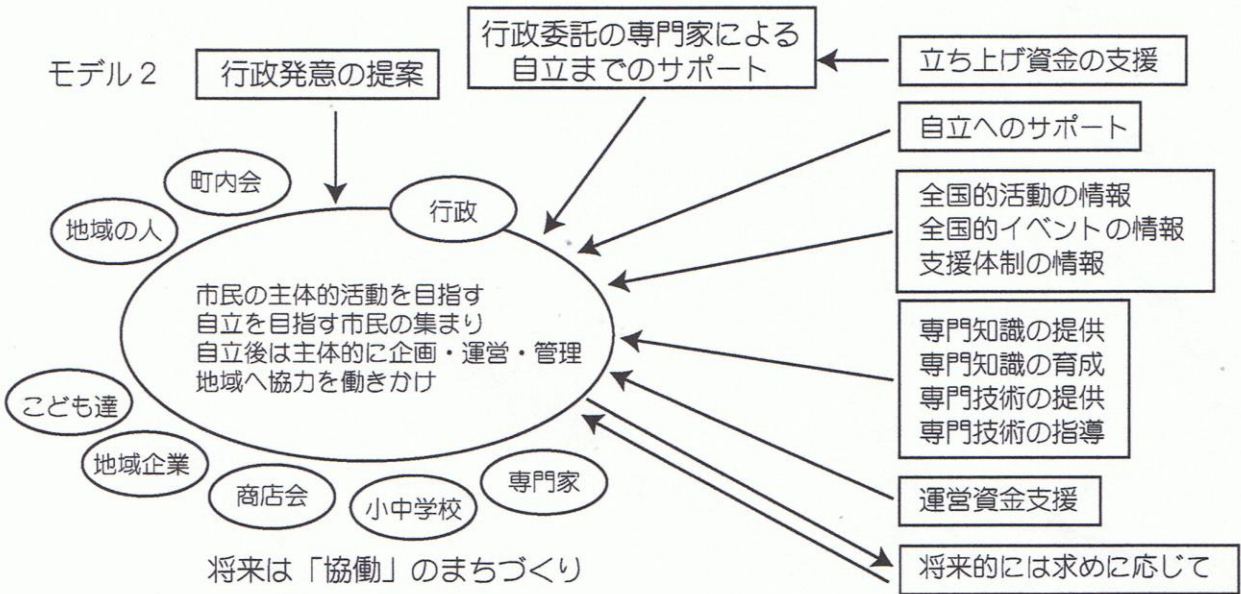 モデル2
行政発意の提案
行政委託の専門家による
自立までのサポート
立ち上げ資金の支援
自立へのサポート
全国的活動の情報
全国的イベントの情報
支援体制の情報
専門知識の提供
専門知識の育成
専門技術の提供
専門技術の指導
運営資金支援
将来的には求めに応じて
町内会
行政
地域の人
市民の主体的活動を目指す
自立を目指す市民の集まり
自立後は主体的に企画・運営・管理
地域へ協力を働きかけ
こども達
地域企業
商店会
小中学校
専門家
将来は「協働」のまちづくり